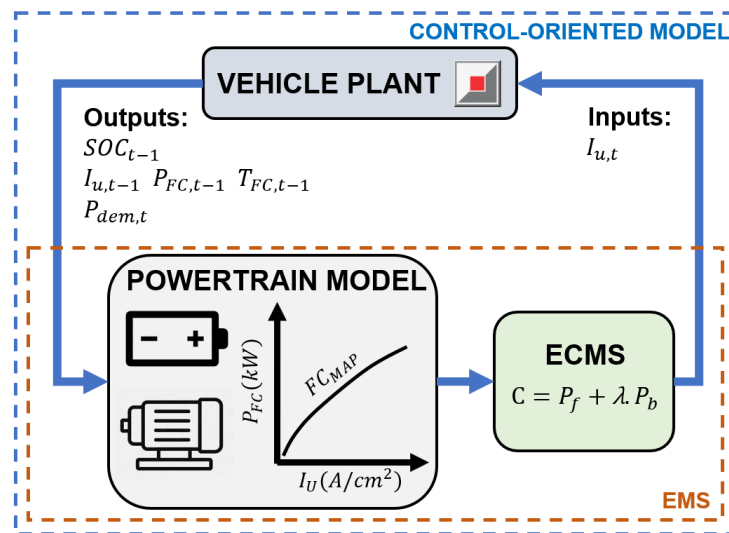 CONTROL-ORIENTED MODEL
VEHICLE PLANT
Outputs:
SOC_{t-1}
I_{u,t-1} P_{FC,t-1} T_{FC,t-1}
P_{dem,t}
Inputs:
I_{u,t}
POWERTRAIN MODEL
P_{FC}(kW)
FC_{MAP}
I_U(A/cm^2)
ECMS
C = P_f + λ.P_b
EMS